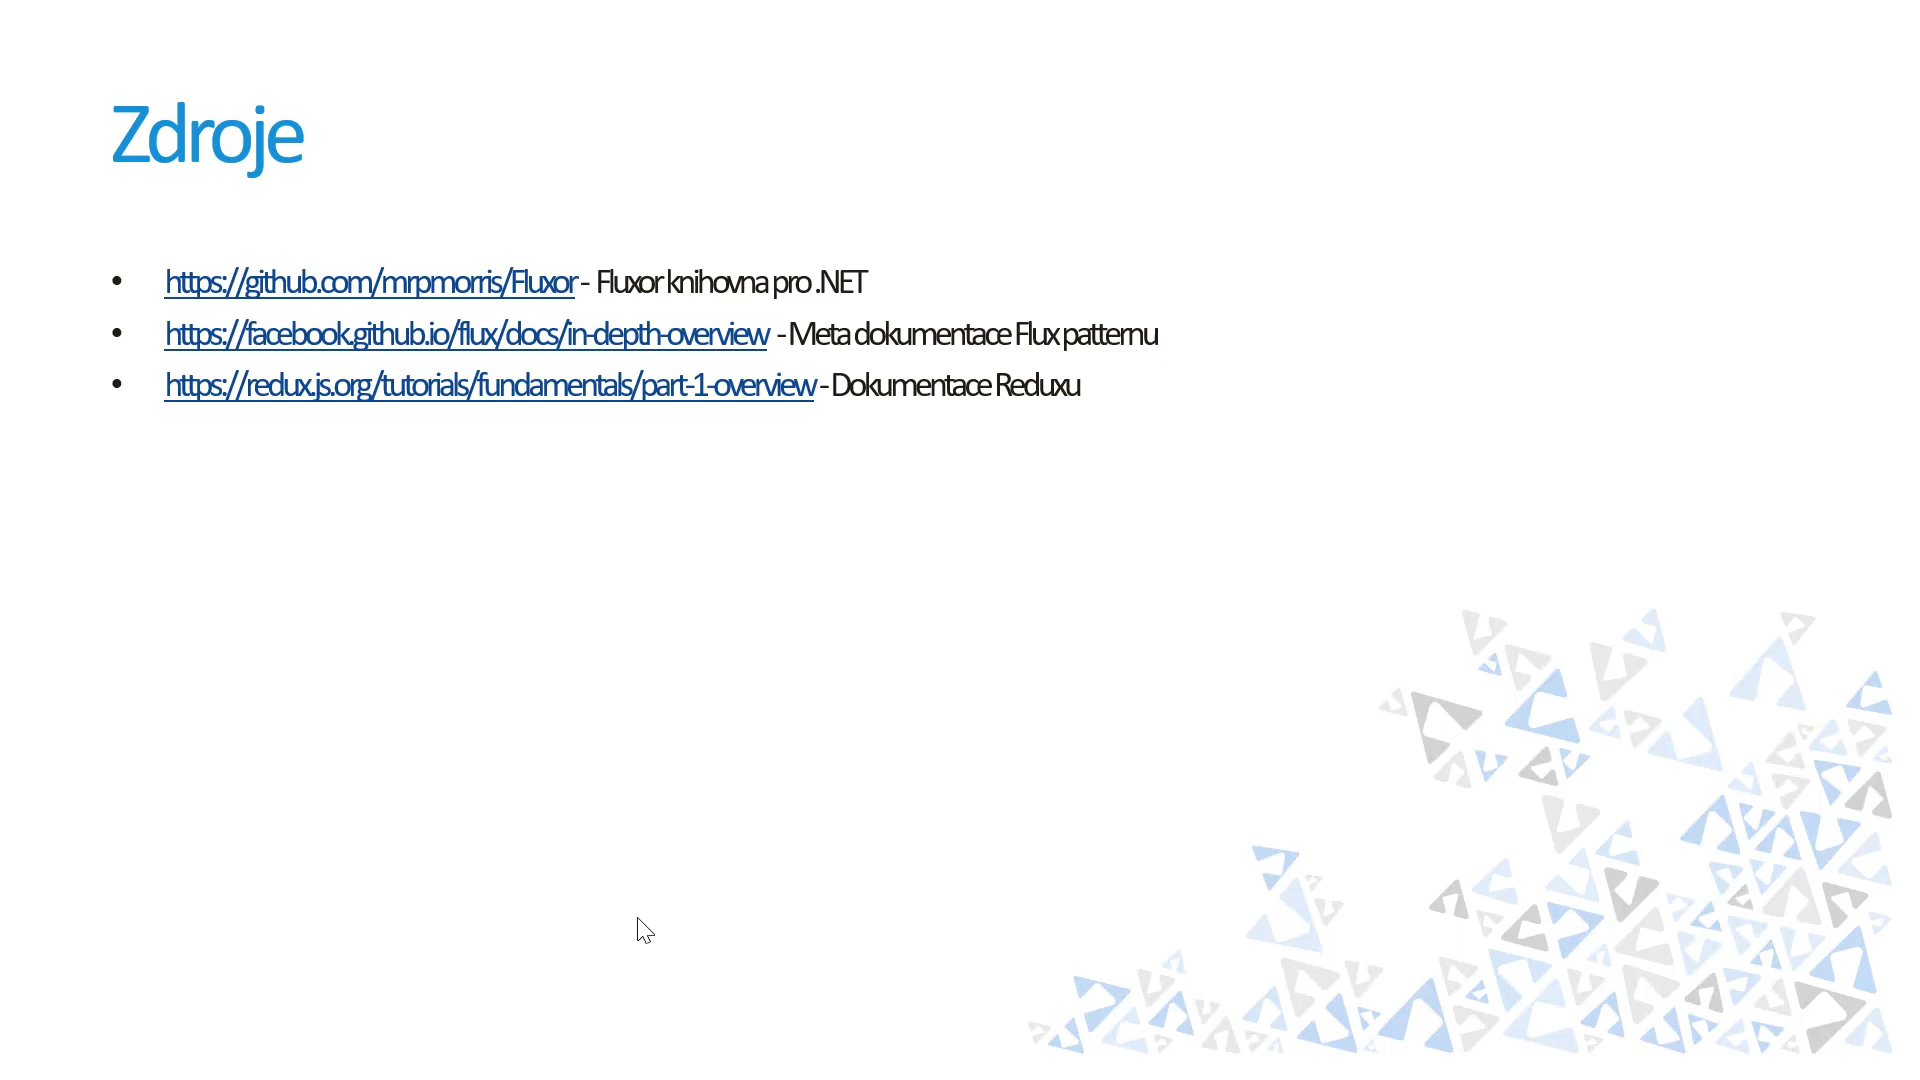 Zdroje
• https://github.com/mrpmorris/Fluxor - Fluxor knihovna pro .NET
• https://facebook.github.io/flux/docs/in-depth-overview - Meta dokumentace Flux patternu
• https://redux.js.org/tutorials/fundamentals/part-1-overview - Dokumentace Reduxu